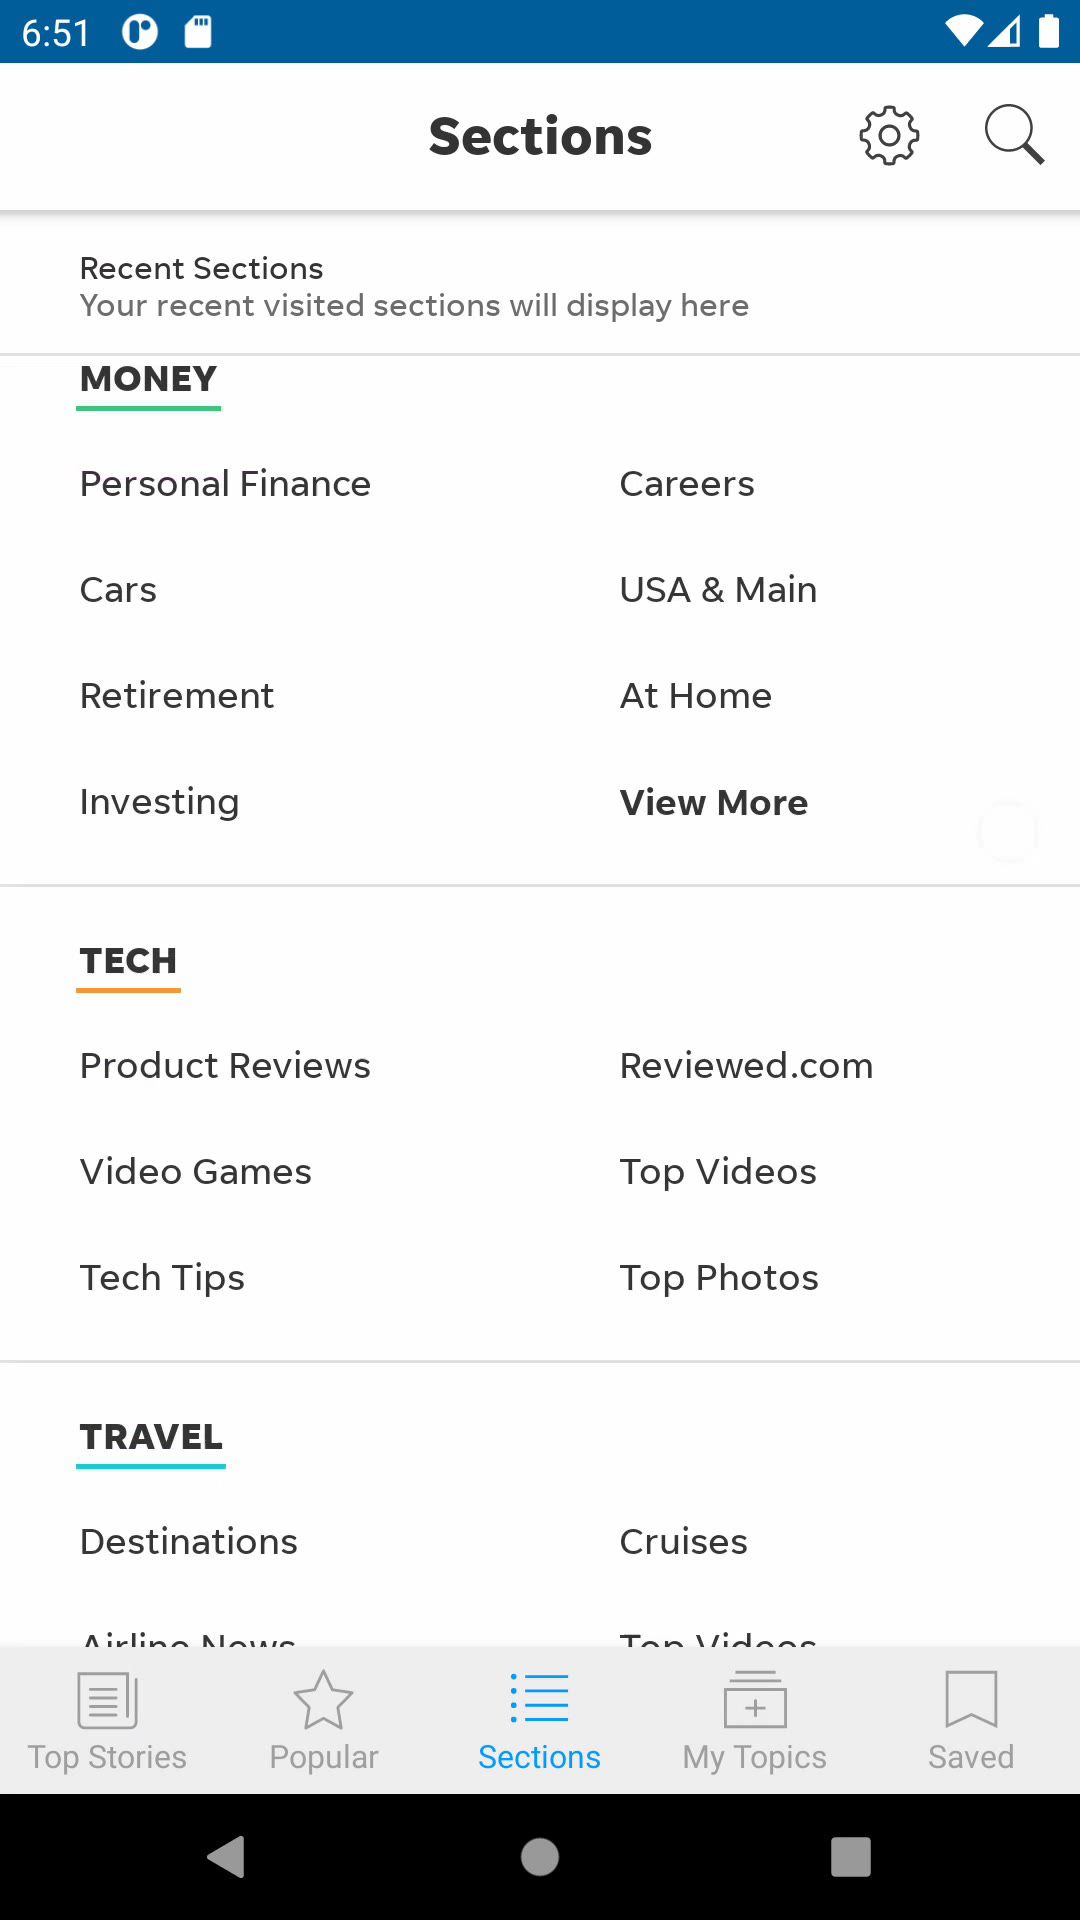 6:51
Sections
Recent Sections
Your recent visited sections will display here
MONEY
Personal Finance
Careers
Cars
USA & Main
Retirement
At Home
Investing
View More
TECH
Product Reviews
Reviewed.com
Video Games
Top Videos
Tech Tips
Top Photos
TRAVEL
Destinations
Cruises
Airline News
Top Videos
Top Stories
Popular
Sections
My Topics
Saved